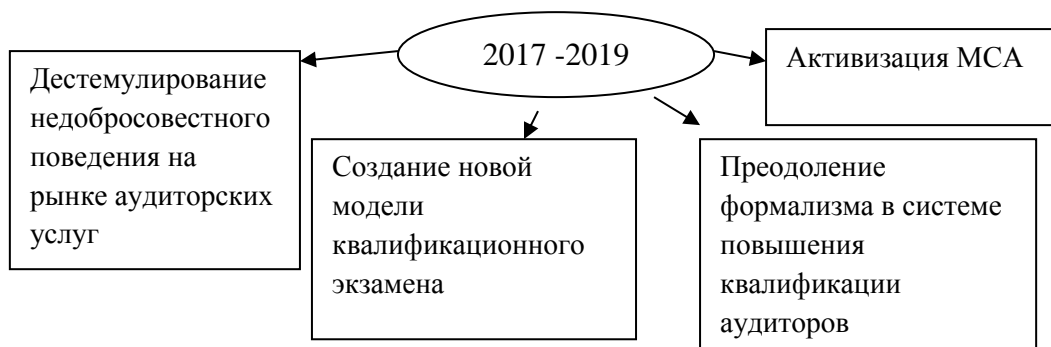 2017 -2019
Дестемулирование
недобросовестного
поведения на
рынке аудиторских
услуг
Создание новой
модели
квалификационного
экзамена
Преодоление
формализма в системе
повышения
квалификации
аудиторов
Активизация МСА